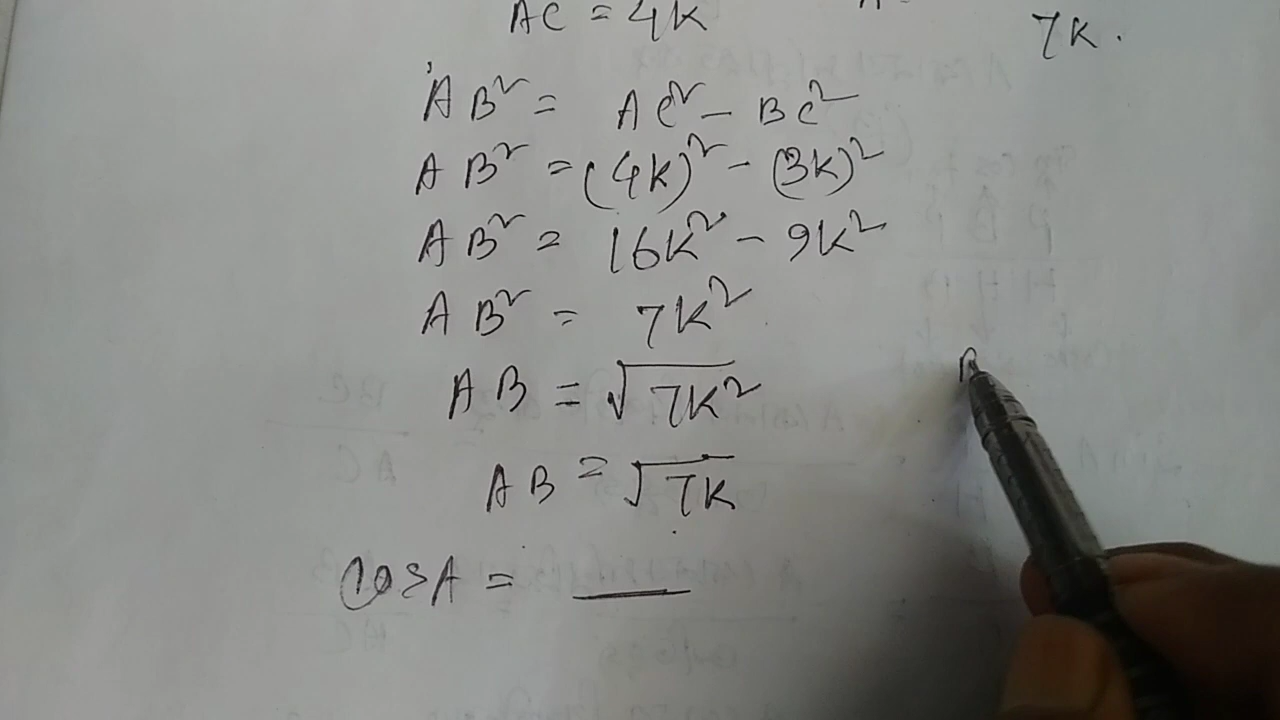 AC = 4K
7K.
AB² = AC² - BC²
AB² = (4K)² - (3K)²
AB² = 16K² - 9K²
AB² = 7K²
AB = √7K²
AB = √7K
cosA =